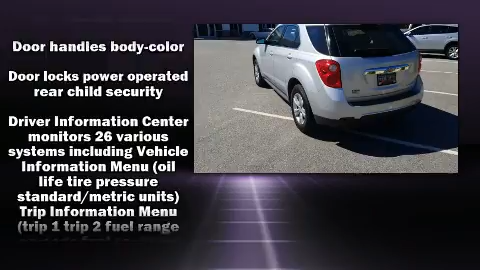 Door handles body-color
Door locks power operated
rear child security
Driver Information Center
monitors 26 various
systems including Vehicle
Information Menu (oil
life tire pressure
standard/metric units)
Trip Information Menu
(trip 1 trip 2 fuel range